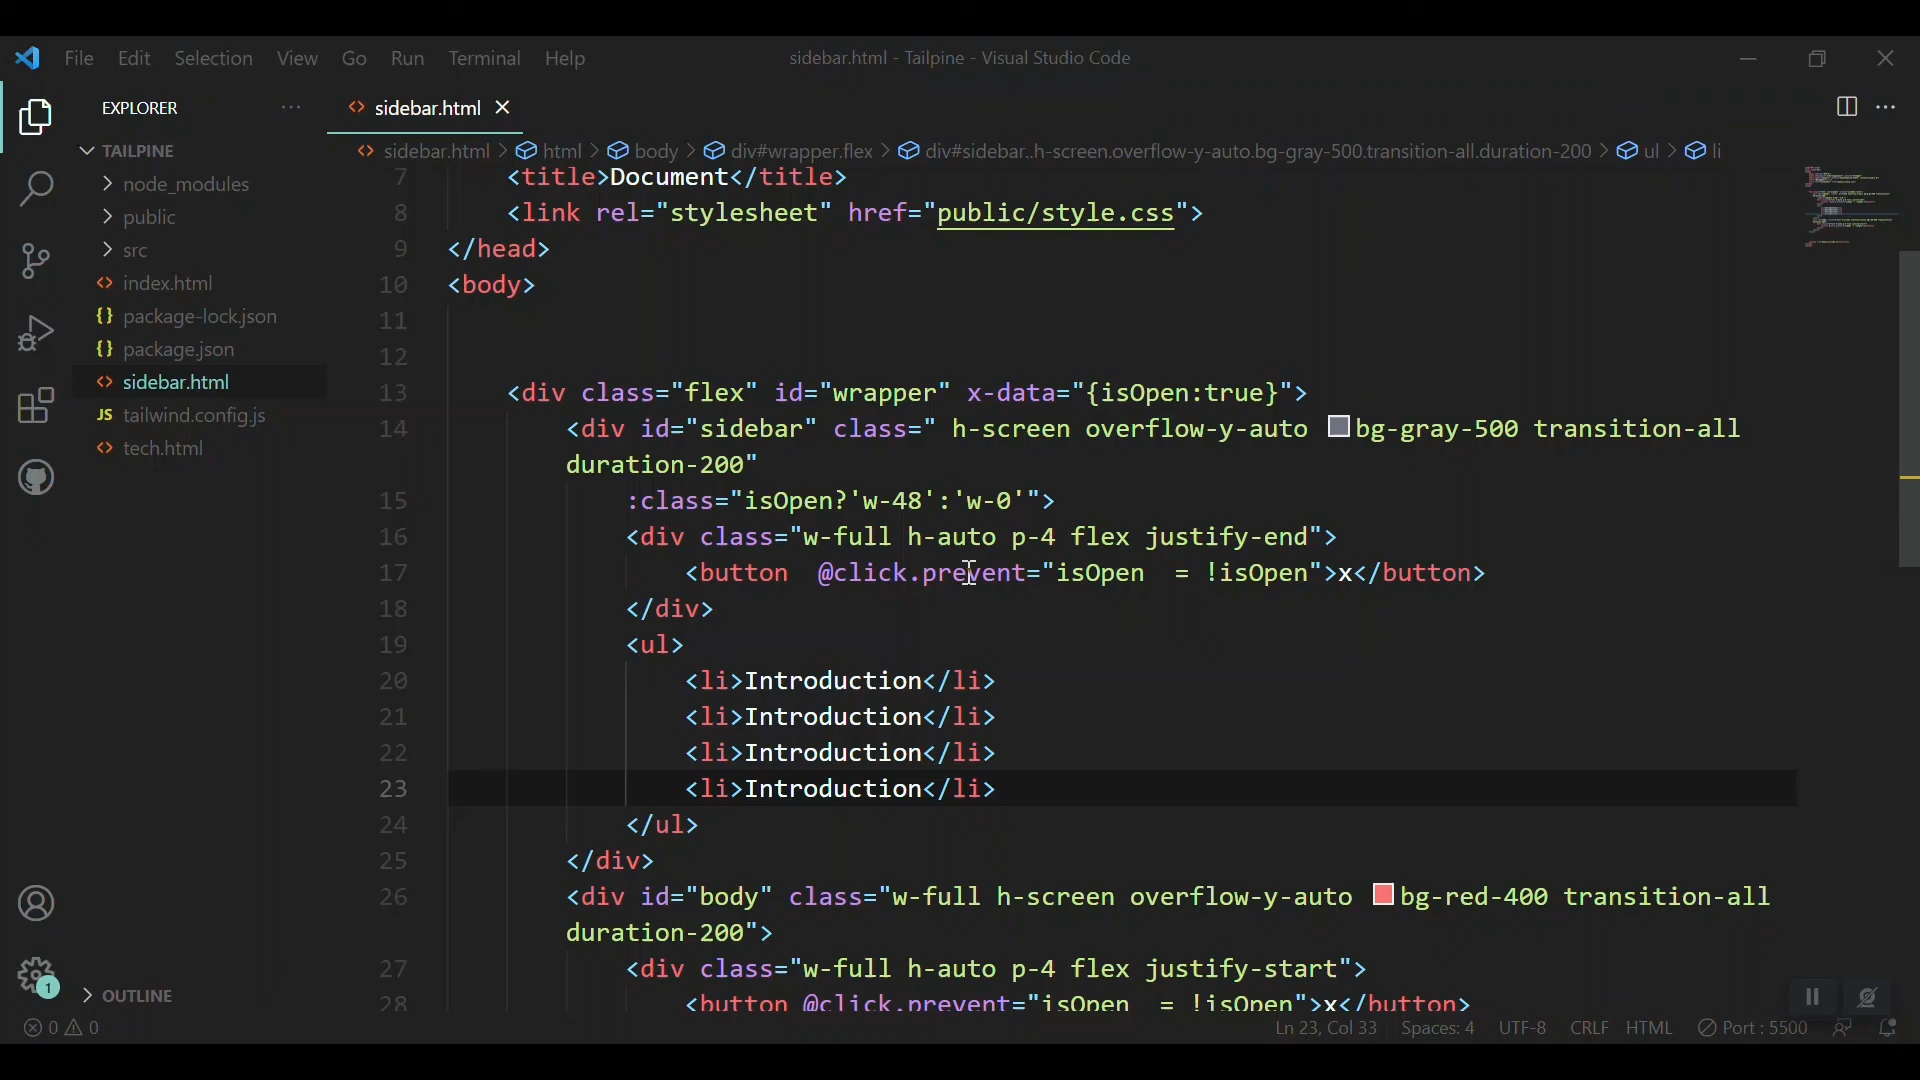 File Edit Selection View Go Run Terminal Help
sidebar.html - Tailpine - Visual Studio Code
EXPLORER ···
sidebar.html
TAILPINE
node_modules
public
src
index.html
package-lock.json
package.json
sidebar.html
JS tailwind.config.js
tech.html
OUTLINE
1
sidebar.html > html > body > div#wrapper.flex > div#sidebar..h-screen.overflow-y-auto.bg-gray-500.transition-all.duration-200 > ul > li
7 <title>Document</title>
8 <link rel="stylesheet" href="public/style.css">
9 </head>
10 <body>
11
12
13 <div class="flex" id="wrapper" x-data="{isOpen:true}">
14 <div id="sidebar" class=" h-screen overflow-y-auto bg-gray-500 transition-all
duration-200"
15 :class="isOpen?'w-48':'w-0'">
16 <div class="w-full h-auto p-4 flex justify-end">
17 <button  @click.prevent="isOpen  = !isOpen">x</button>
18 </div>
19 <ul>
20 <li>Introduction</li>
21 <li>Introduction</li>
22 <li>Introduction</li>
23 <li>Introduction</li>
24 </ul>
25 </div>
26 <div id="body" class="w-full h-screen overflow-y-auto bg-red-400 transition-all
duration-200">
27 <div class="w-full h-auto p-4 flex justify-start">
28 <button @click.prevent="isOpen  = !isOpen">x</button>
0 0
Ln 23, Col 33 Spaces: 4 UTF-8 CRLF HTML Port : 5500